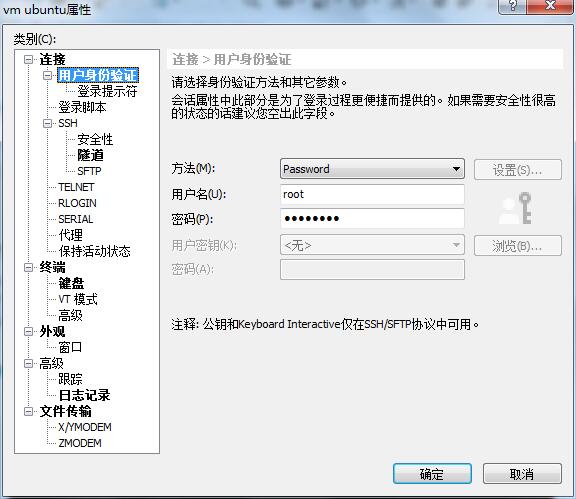 vm ubuntu属性
类别(C):
连接
用户身份验证
登录提示符
登录脚本
SSH
安全性
隧道
SFTP
TELNET
RLOGIN
SERIAL
代理
保持活动状态
终端
键盘
VT 模式
高级
外观
窗口
高级
跟踪
日志记录
文件传输
X/YMODEM
ZMODEM
连接 > 用户身份验证
请选择身份验证方法和其它参数。
会话属性中此部分是为了登录过程更便捷而提供的。如果需要安全性很高
的状态的话建议您空出此字段。
方法(M): Password 设置(S)...
用户名(U): root
密码(P): ●●●●●●●●
用户密钥(K): <无> 浏览(B)...
密码(A):
注释: 公钥和Keyboard Interactive仅在SSH/SFTP协议中可用。
确定 取消